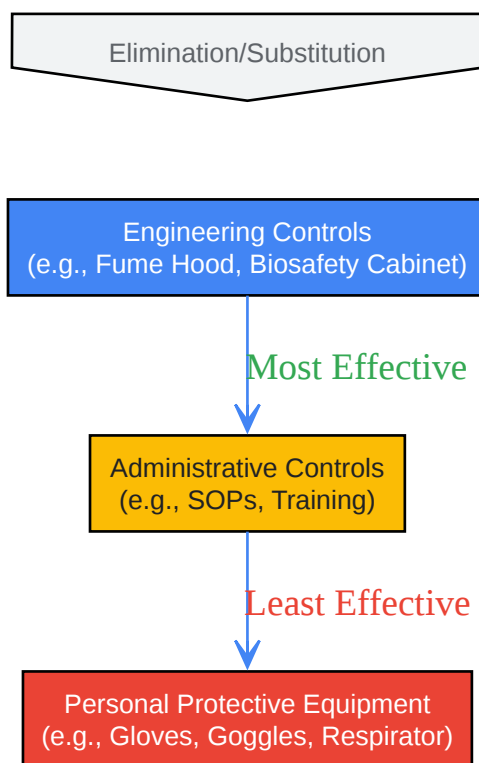 Elimination/Substitution
Engineering Controls
(e.g., Fume Hood, Biosafety Cabinet)
Most Effective
Administrative Controls
(e.g., SOPs, Training)
Least Effective
Personal Protective Equipment
(e.g., Gloves, Goggles, Respirator)